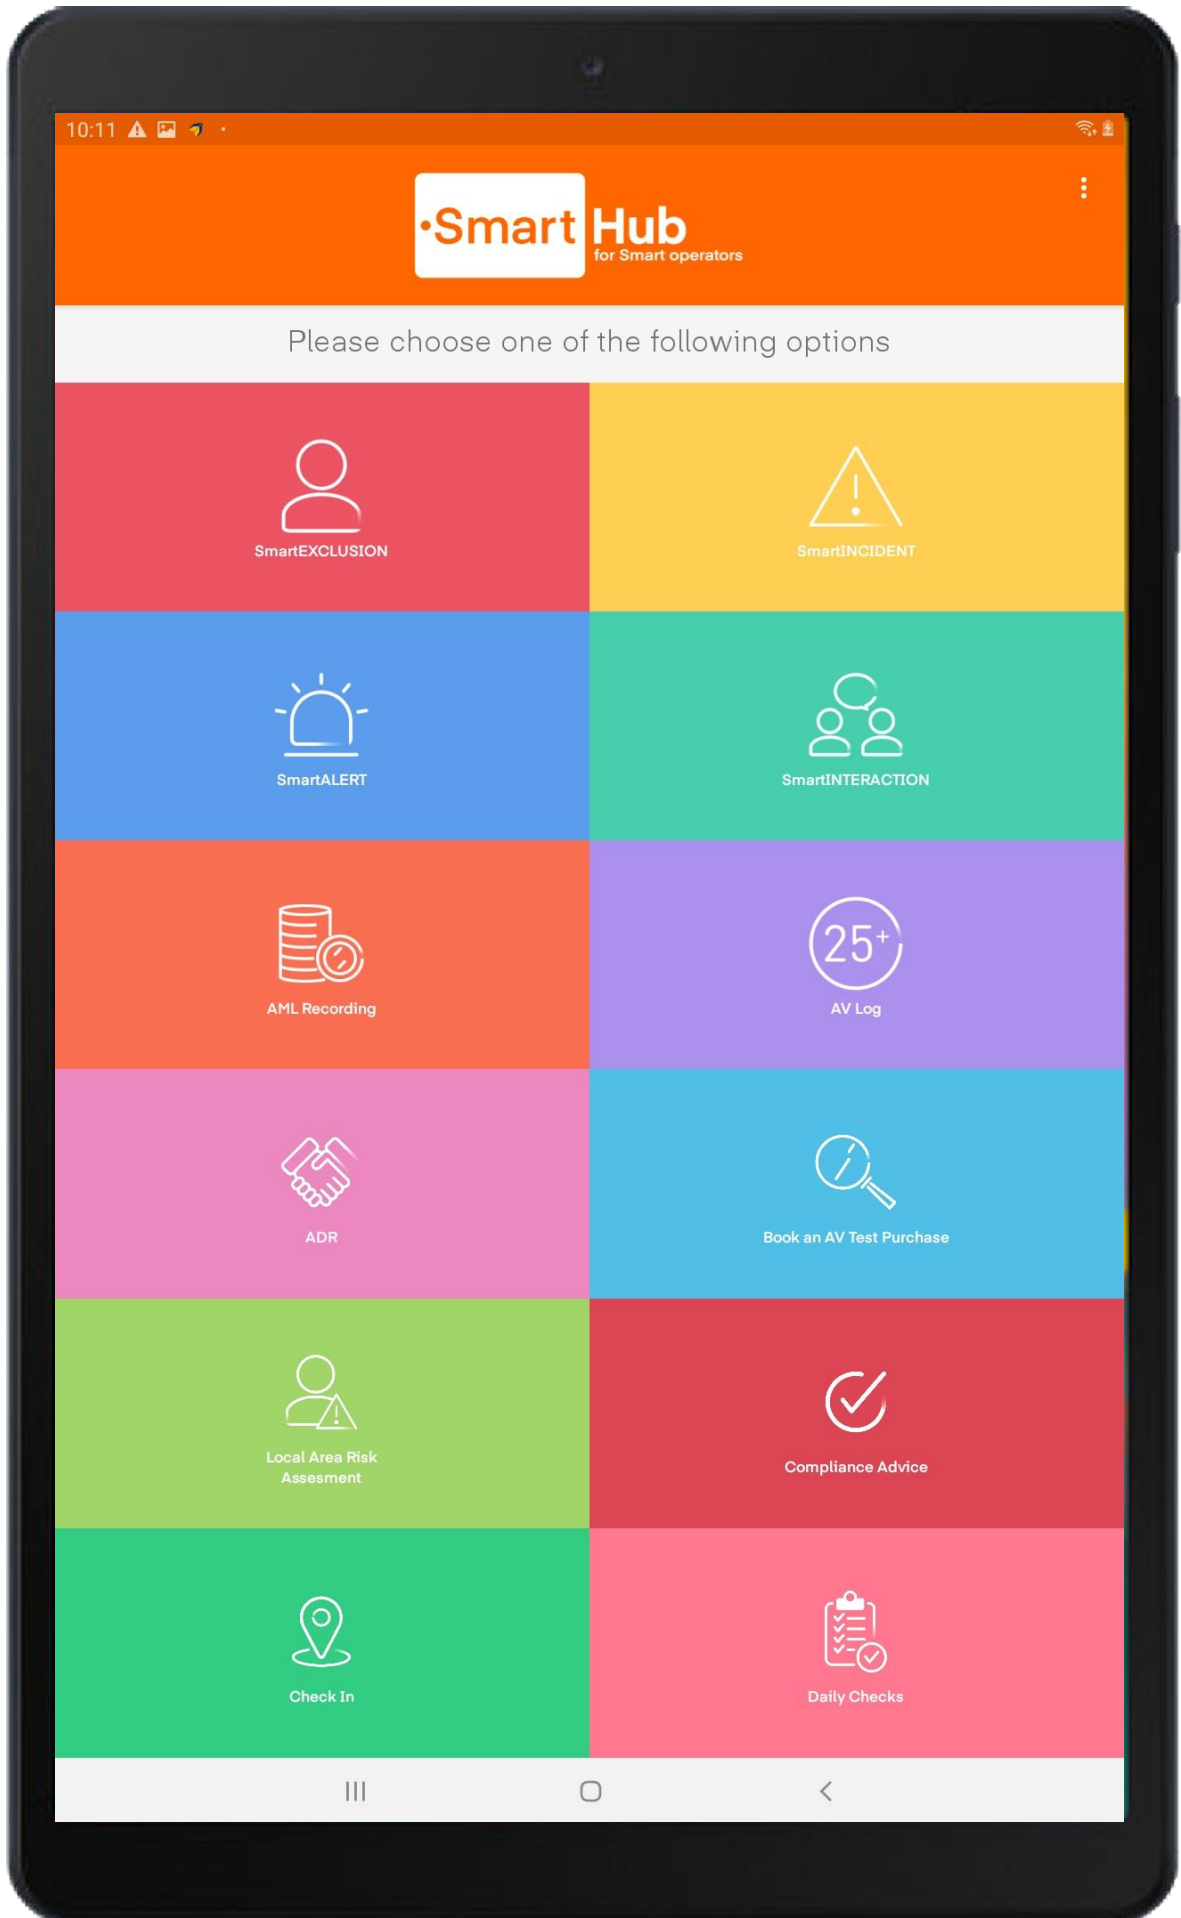 10:11
·Smart Hub
for Smart operators
Please choose one of the following options
SmartEXCLUSION
SmartINCIDENT
SmartALERT
SmartINTERACTION
25+
AML Recording
AV Log
ADR
Book an AV Test Purchase
Local Area Risk
Assesment
Compliance Advice
Check In
Daily Checks